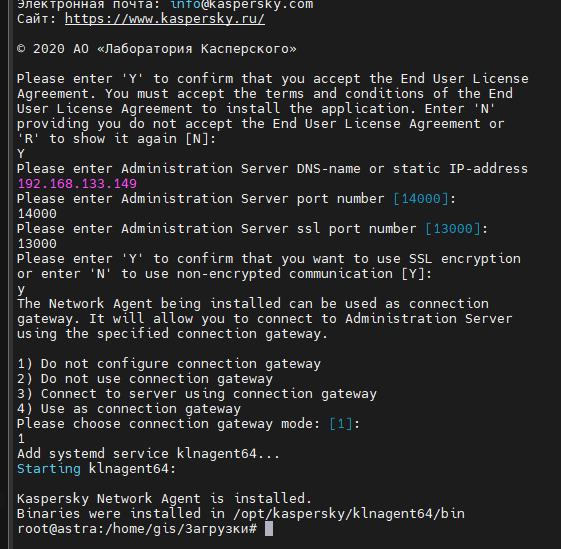 Электронная почта: info@kaspersky.com
Сайт: https://www.kaspersky.ru/
© 2020 АО «Лаборатория Касперского»
Please enter 'Y' to confirm that you accept the End User License
Agreement. You must accept the terms and conditions of the End
User License Agreement to install the application. Enter 'N'
providing you do not accept the End User License Agreement or
'R' to show it again [N]:
Y
Please enter Administration Server DNS-name or static IP-address
192.168.133.149
Please enter Administration Server port number [14000]:
14000
Please enter Administration Server ssl port number [13000]:
13000
Please enter 'Y' to confirm that you want to use SSL encryption
or enter 'N' to use non-encrypted communication [Y]:
y
The Network Agent being installed can be used as connection
gateway. It will allow you to connect to Administration Server
using the specified connection gateway.
1) Do not configure connection gateway
2) Do not use connection gateway
3) Connect to server using connection gateway
4) Use as connection gateway
Please choose connection gateway mode: [1]:
1
Add systemd service klnagent64...
Starting klnagent64:
Kaspersky Network Agent is installed.
Binaries were installed in /opt/kaspersky/klnagent64/bin
root@astra:/home/gis/Загрузки#